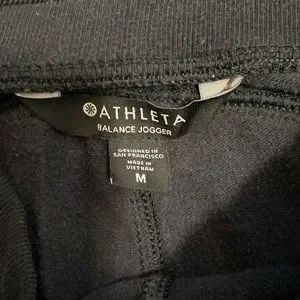 ATHLETA
BALANCE JOGGER
DESIGNED IN
SAN FRANCISCO
MADE IN
VIETNAM
M